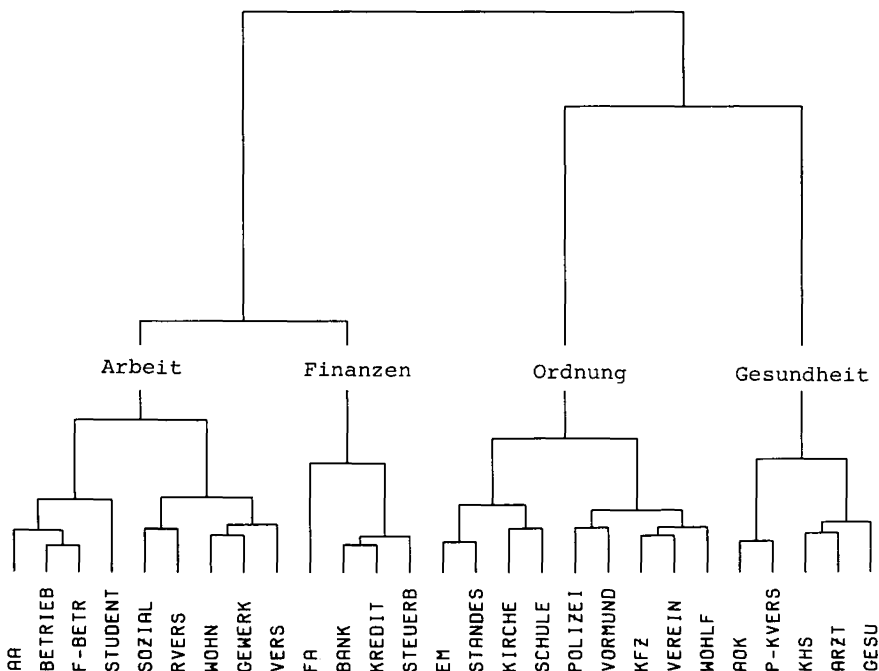 Arbeit Finanzen Ordnung Gesundheit
AA
BETRIEB
F-BETR
STUDENT
SOZIAL
RVERS
WOHN
GEWERK
VERS
FA
BANK
KREDIT
STEUERB
EM
STANDES
KIRCHE
SCHULE
POLIZEI
VORMUND
KFZ
VEREIN
WOHLF
AOK
P-KVERS
KHS
ARZT
GESU